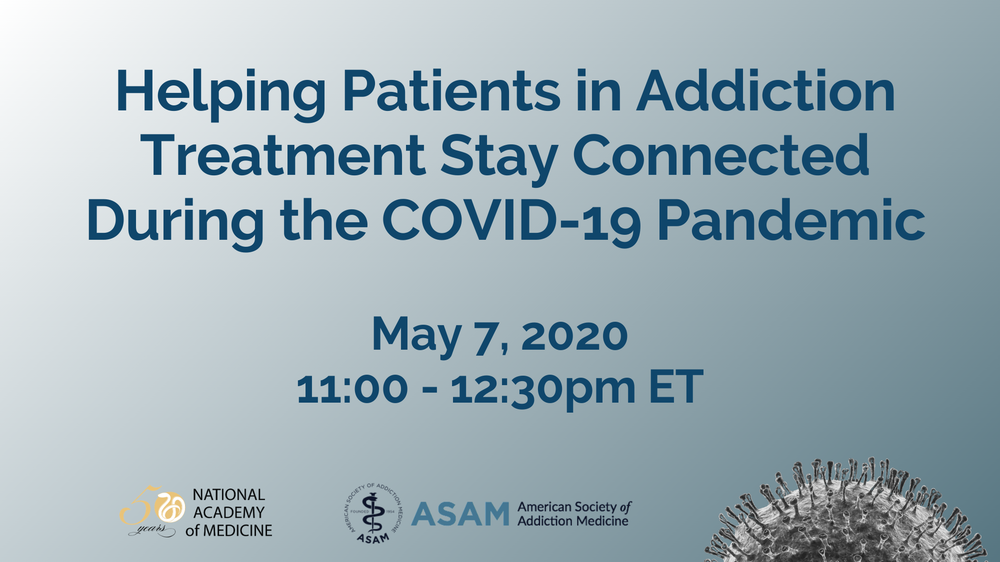 Helping Patients in Addiction
Treatment Stay Connected
During the COVID-19 Pandemic
May 7, 2020
11:00 - 12:30pm ET
50
years
NATIONAL
ACADEMY
of MEDICINE
AMERICAN SOCIETY OF ADDICTION MEDICINE
FOUNDED 1954
ASAM
ASAM
American Society of
Addiction Medicine